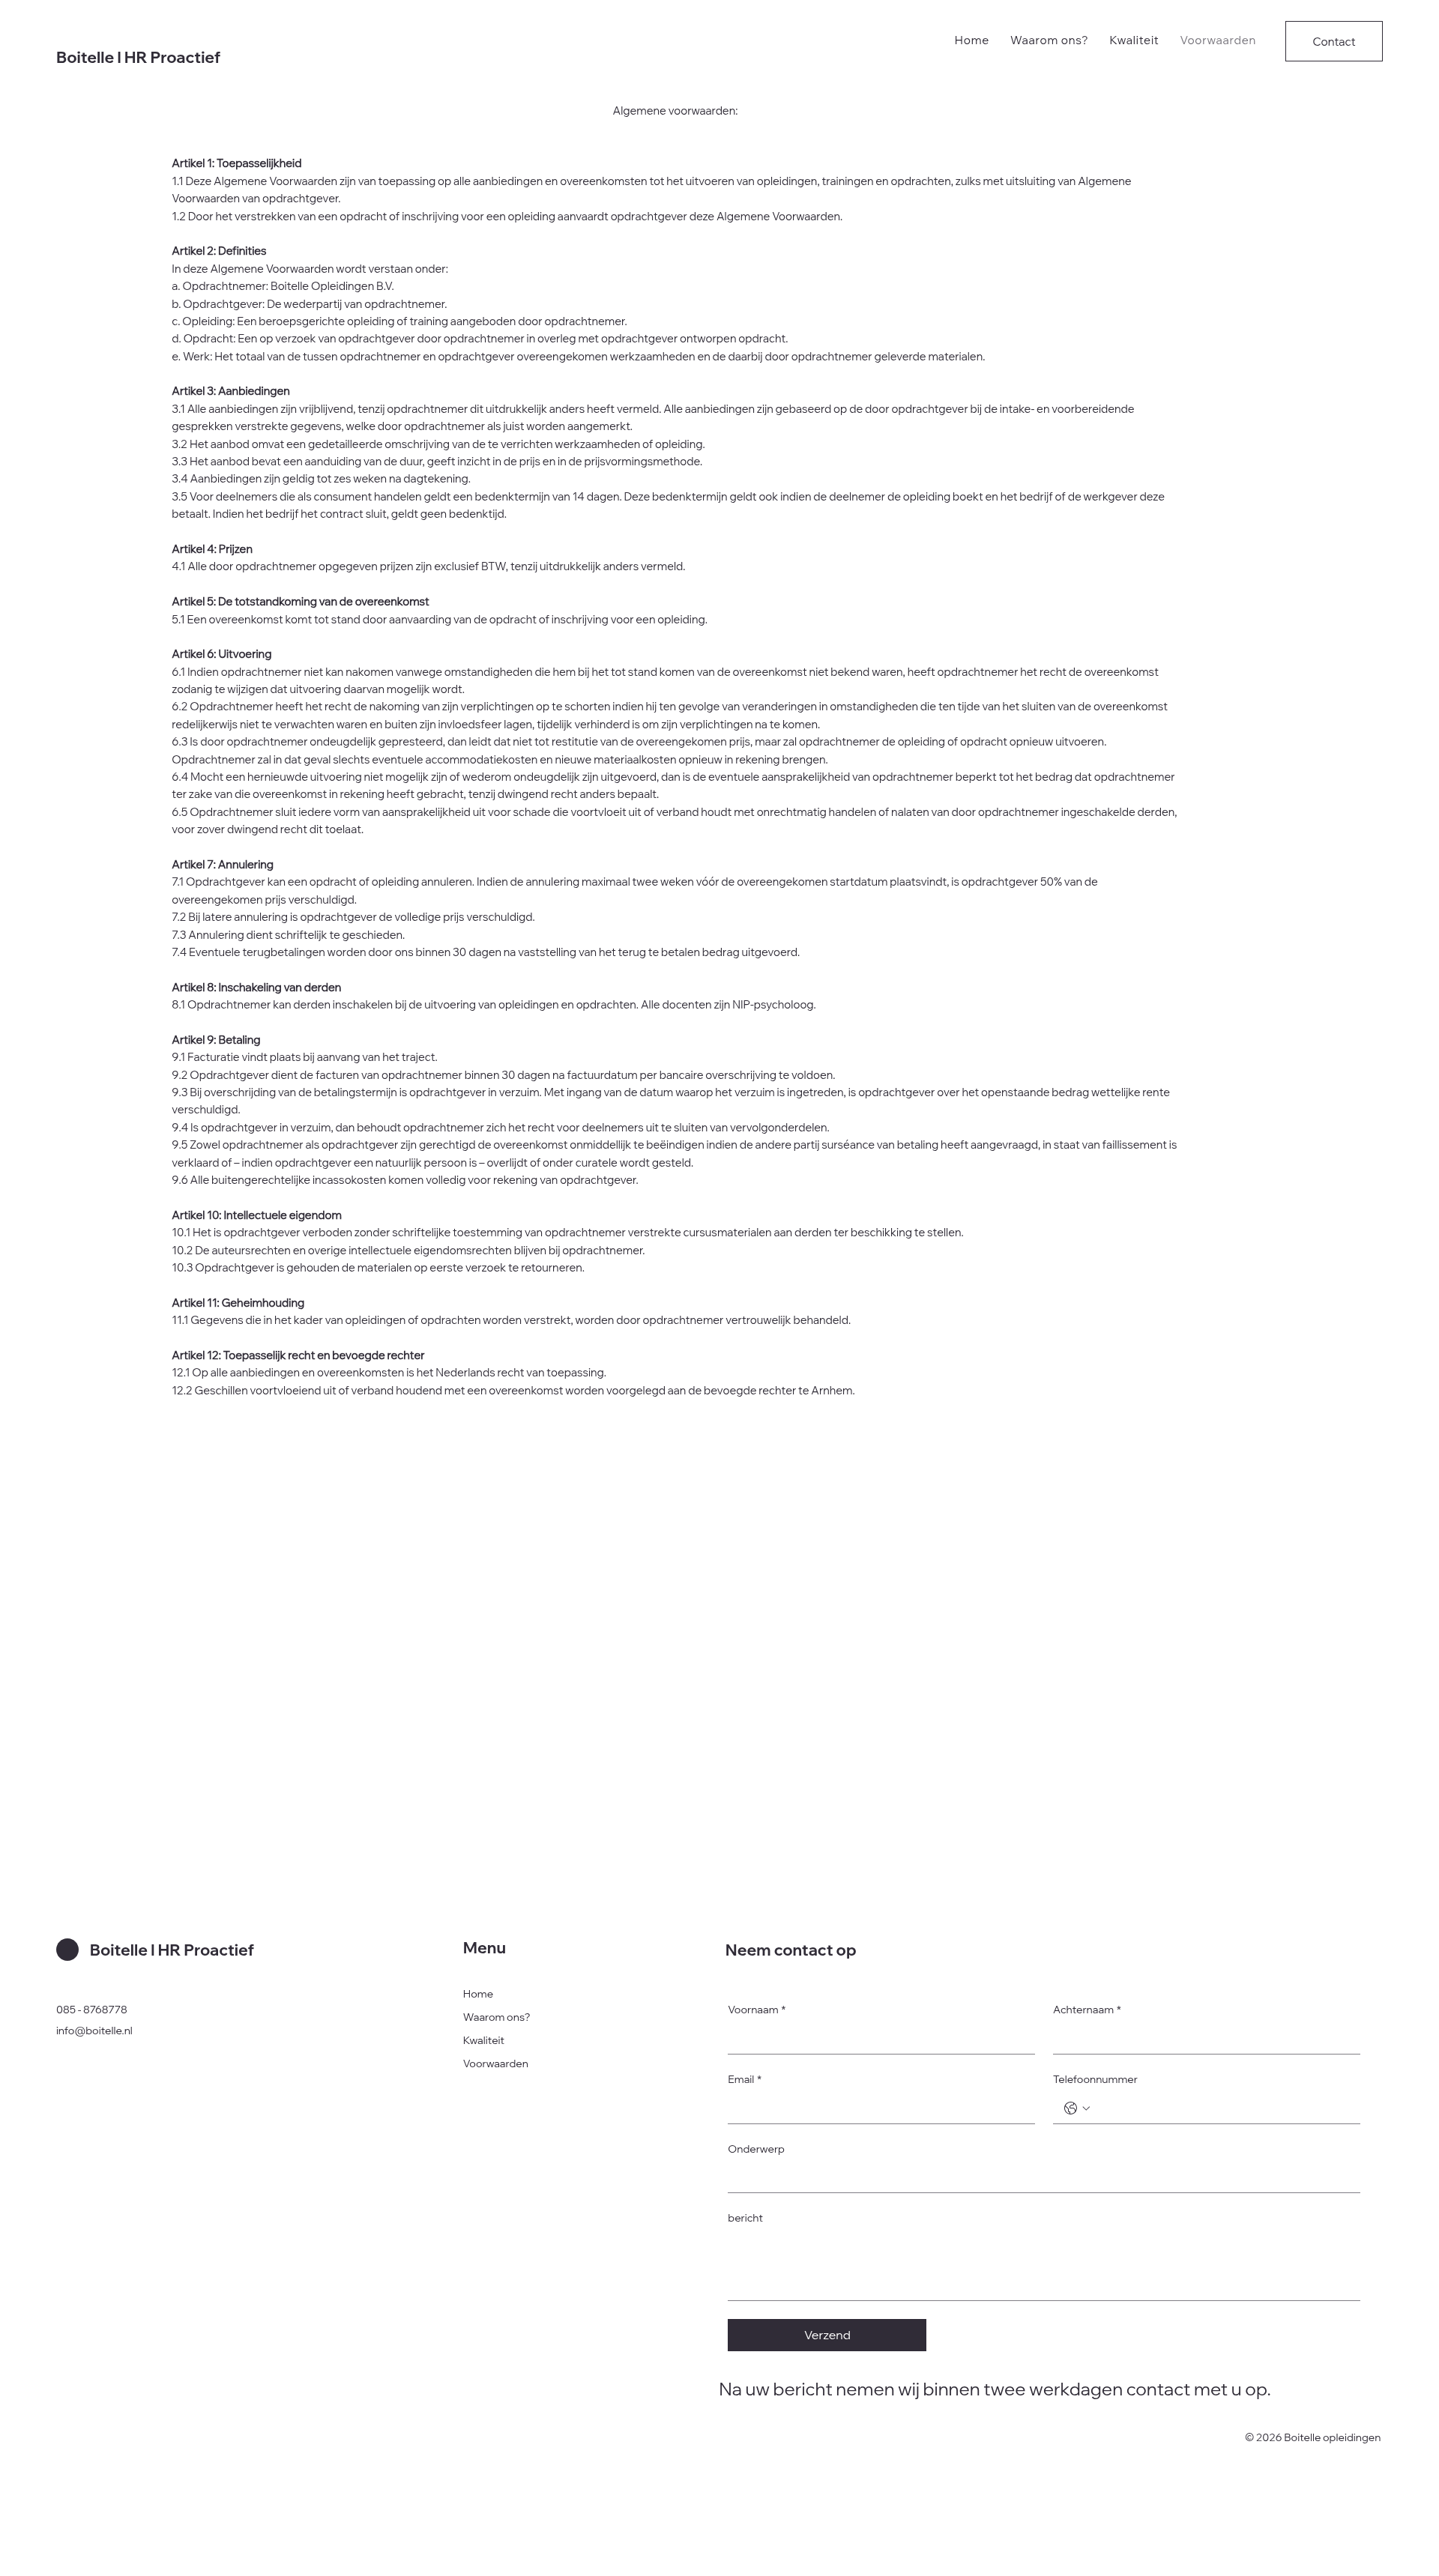 Boitelle l HR Proactief
Home
Waarom ons?
Kwaliteit
Voorwaarden
Contact
Algemene voorwaarden:
Artikel 1: Toepasselijkheid
1.1 Deze Algemene Voorwaarden zijn van toepassing op alle aanbiedingen en overeenkomsten tot het uitvoeren van opleidingen, trainingen en opdrachten, zulks met uitsluiting van Algemene
Voorwaarden van opdrachtgever.
1.2 Door het verstrekken van een opdracht of inschrijving voor een opleiding aanvaardt opdrachtgever deze Algemene Voorwaarden.
Artikel 2: Definities
In deze Algemene Voorwaarden wordt verstaan onder:
a. Opdrachtnemer: Boitelle Opleidingen B.V.
b. Opdrachtgever: De wederpartij van opdrachtnemer.
c. Opleiding: Een beroepsgerichte opleiding of training aangeboden door opdrachtnemer.
d. Opdracht: Een op verzoek van opdrachtgever door opdrachtnemer in overleg met opdrachtgever ontworpen opdracht.
e. Werk: Het totaal van de tussen opdrachtnemer en opdrachtgever overeengekomen werkzaamheden en de daarbij door opdrachtnemer geleverde materialen.
Artikel 3: Aanbiedingen
3.1 Alle aanbiedingen zijn vrijblijvend, tenzij opdrachtnemer dit uitdrukkelijk anders heeft vermeld. Alle aanbiedingen zijn gebaseerd op de door opdrachtgever bij de intake- en voorbereidende
gesprekken verstrekte gegevens, welke door opdrachtnemer als juist worden aangemerkt.
3.2 Het aanbod omvat een gedetailleerde omschrijving van de te verrichten werkzaamheden of opleiding.
3.3 Het aanbod bevat een aanduiding van de duur, geeft inzicht in de prijs en in de prijsvormingsmethode.
3.4 Aanbiedingen zijn geldig tot zes weken na dagtekening.
3.5 Voor deelnemers die als consument handelen geldt een bedenktermijn van 14 dagen. Deze bedenktermijn geldt ook indien de deelnemer de opleiding boekt en het bedrijf of de werkgever deze
betaalt. Indien het bedrijf het contract sluit, geldt geen bedenktijd.
Artikel 4: Prijzen
4.1 Alle door opdrachtnemer opgegeven prijzen zijn exclusief BTW, tenzij uitdrukkelijk anders vermeld.
Artikel 5: De totstandkoming van de overeenkomst
5.1 Een overeenkomst komt tot stand door aanvaarding van de opdracht of inschrijving voor een opleiding.
Artikel 6: Uitvoering
6.1 Indien opdrachtnemer niet kan nakomen vanwege omstandigheden die hem bij het tot stand komen van de overeenkomst niet bekend waren, heeft opdrachtnemer het recht de overeenkomst
zodanig te wijzigen dat uitvoering daarvan mogelijk wordt.
6.2 Opdrachtnemer heeft het recht de nakoming van zijn verplichtingen op te schorten indien hij ten gevolge van veranderingen in omstandigheden die ten tijde van het sluiten van de overeenkomst
redelijkerwijs niet te verwachten waren en buiten zijn invloedsfeer lagen, tijdelijk verhinderd is om zijn verplichtingen na te komen.
6.3 Is door opdrachtnemer ondeugdelijk gepresteerd, dan leidt dat niet tot restitutie van de overeengekomen prijs, maar zal opdrachtnemer de opleiding of opdracht opnieuw uitvoeren.
Opdrachtnemer zal in dat geval slechts eventuele accommodatiekosten en nieuwe materiaalkosten opnieuw in rekening brengen.
6.4 Mocht een hernieuwde uitvoering niet mogelijk zijn of wederom ondeugdelijk zijn uitgevoerd, dan is de eventuele aansprakelijkheid van opdrachtnemer beperkt tot het bedrag dat opdrachtnemer
ter zake van die overeenkomst in rekening heeft gebracht, tenzij dwingend recht anders bepaalt.
6.5 Opdrachtnemer sluit iedere vorm van aansprakelijkheid uit voor schade die voortvloeit uit of verband houdt met onrechtmatig handelen of nalaten van door opdrachtnemer ingeschakelde derden,
voor zover dwingend recht dit toelaat.
Artikel 7: Annulering
7.1 Opdrachtgever kan een opdracht of opleiding annuleren. Indien de annulering maximaal twee weken vóór de overeengekomen startdatum plaatsvindt, is opdrachtgever 50% van de
overeengekomen prijs verschuldigd.
7.2 Bij latere annulering is opdrachtgever de volledige prijs verschuldigd.
7.3 Annulering dient schriftelijk te geschieden.
7.4 Eventuele terugbetalingen worden door ons binnen 30 dagen na vaststelling van het terug te betalen bedrag uitgevoerd.
Artikel 8: Inschakeling van derden
8.1 Opdrachtnemer kan derden inschakelen bij de uitvoering van opleidingen en opdrachten. Alle docenten zijn NIP-psycholoog.
Artikel 9: Betaling
9.1 Facturatie vindt plaats bij aanvang van het traject.
9.2 Opdrachtgever dient de facturen van opdrachtnemer binnen 30 dagen na factuurdatum per bancaire overschrijving te voldoen.
9.3 Bij overschrijding van de betalingstermijn is opdrachtgever in verzuim. Met ingang van de datum waarop het verzuim is ingetreden, is opdrachtgever over het openstaande bedrag wettelijke rente
verschuldigd.
9.4 Is opdrachtgever in verzuim, dan behoudt opdrachtnemer zich het recht voor deelnemers uit te sluiten van vervolgonderdelen.
9.5 Zowel opdrachtnemer als opdrachtgever zijn gerechtigd de overeenkomst onmiddellijk te beëindigen indien de andere partij surséance van betaling heeft aangevraagd, in staat van faillissement is
verklaard of – indien opdrachtgever een natuurlijk persoon is – overlijdt of onder curatele wordt gesteld.
9.6 Alle buitengerechtelijke incassokosten komen volledig voor rekening van opdrachtgever.
Artikel 10: Intellectuele eigendom
10.1 Het is opdrachtgever verboden zonder schriftelijke toestemming van opdrachtnemer verstrekte cursusmaterialen aan derden ter beschikking te stellen.
10.2 De auteursrechten en overige intellectuele eigendomsrechten blijven bij opdrachtnemer.
10.3 Opdrachtgever is gehouden de materialen op eerste verzoek te retourneren.
Artikel 11: Geheimhouding
11.1 Gegevens die in het kader van opleidingen of opdrachten worden verstrekt, worden door opdrachtnemer vertrouwelijk behandeld.
Artikel 12: Toepasselijk recht en bevoegde rechter
12.1 Op alle aanbiedingen en overeenkomsten is het Nederlands recht van toepassing.
12.2 Geschillen voortvloeiend uit of verband houdend met een overeenkomst worden voorgelegd aan de bevoegde rechter te Arnhem.
Boitelle l HR Proactief
085 - 8768778
info@boitelle.nl
Menu
Home
Waarom ons?
Kwaliteit
Voorwaarden
Neem contact op
Voornaam *
Achternaam *
Email *
Telefoonnummer
Onderwerp
bericht
Verzend
Na uw bericht nemen wij binnen twee werkdagen contact met u op.
© 2026 Boitelle opleidingen